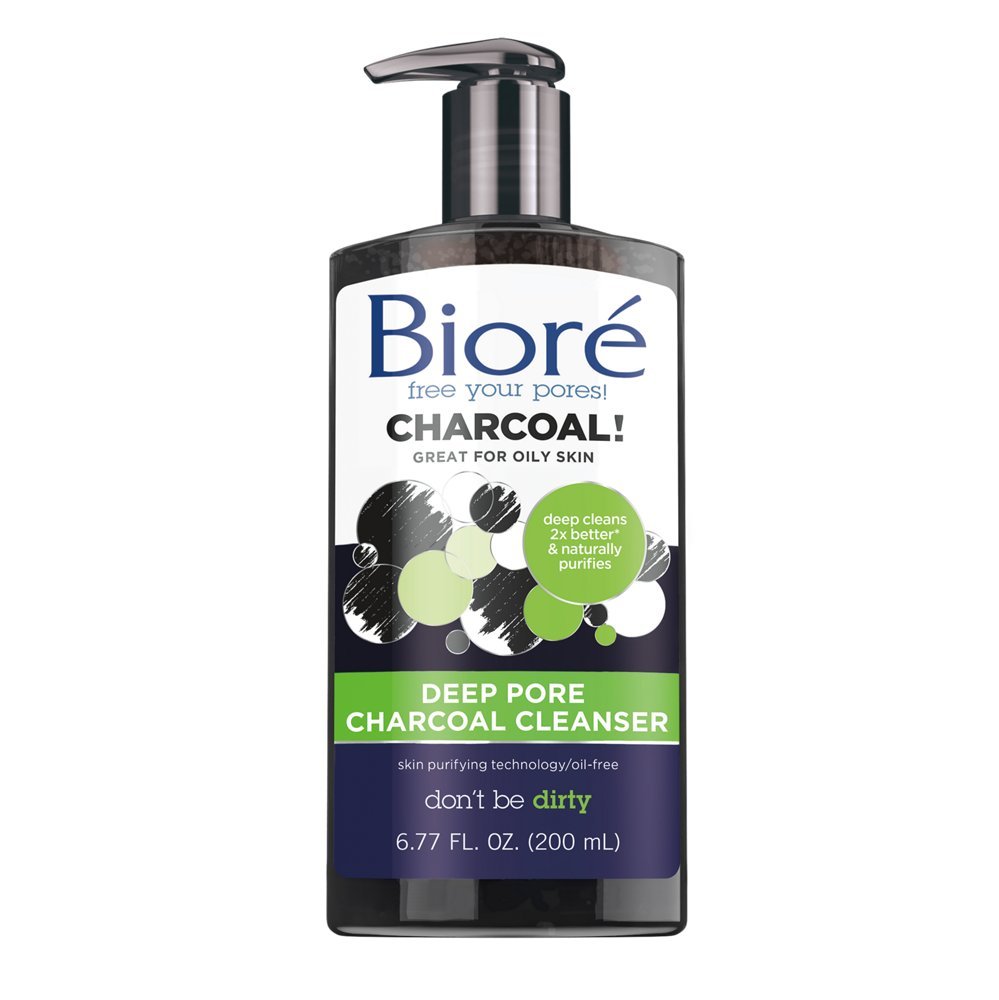 Bioré
free your pores!
CHARCOAL!
GREAT FOR OILY SKIN
deep cleans
2x better*
& naturally
purifies
DEEP PORE
CHARCOAL CLEANSER
skin purifying technology/oil-free
don't be dirty
6.77 FL. OZ. (200 mL)